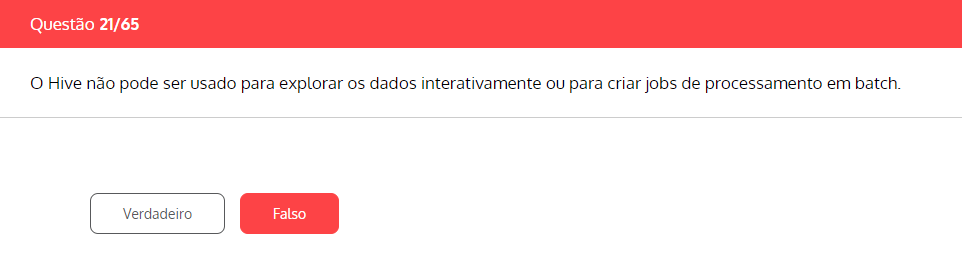 Questão 21/65
O Hive não pode ser usado para explorar os dados interativamente ou para criar jobs de processamento em batch.
Verdadeiro
Falso